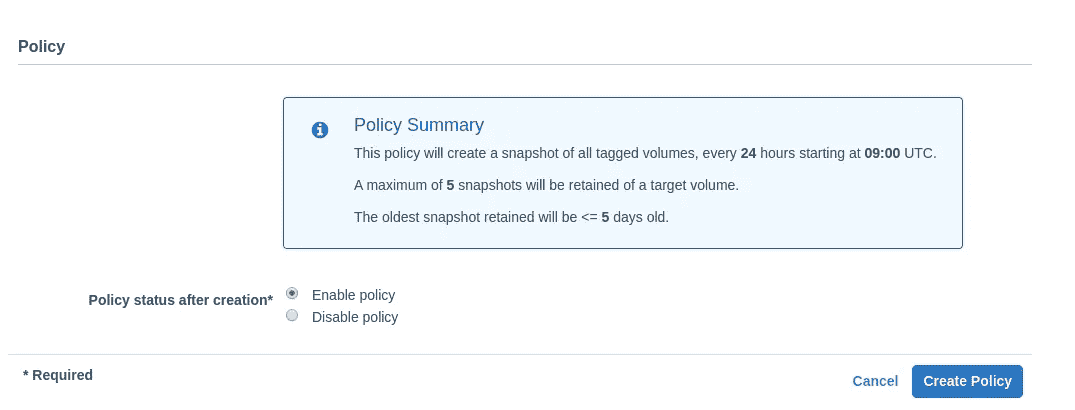 Policy
Policy Summary
This policy will create a snapshot of all tagged volumes, every 24 hours starting at 09:00 UTC.
A maximum of 5 snapshots will be retained of a target volume.
The oldest snapshot retained will be <= 5 days old.
Policy status after creation*
Enable policy
Disable policy
* Required
Cancel
Create Policy